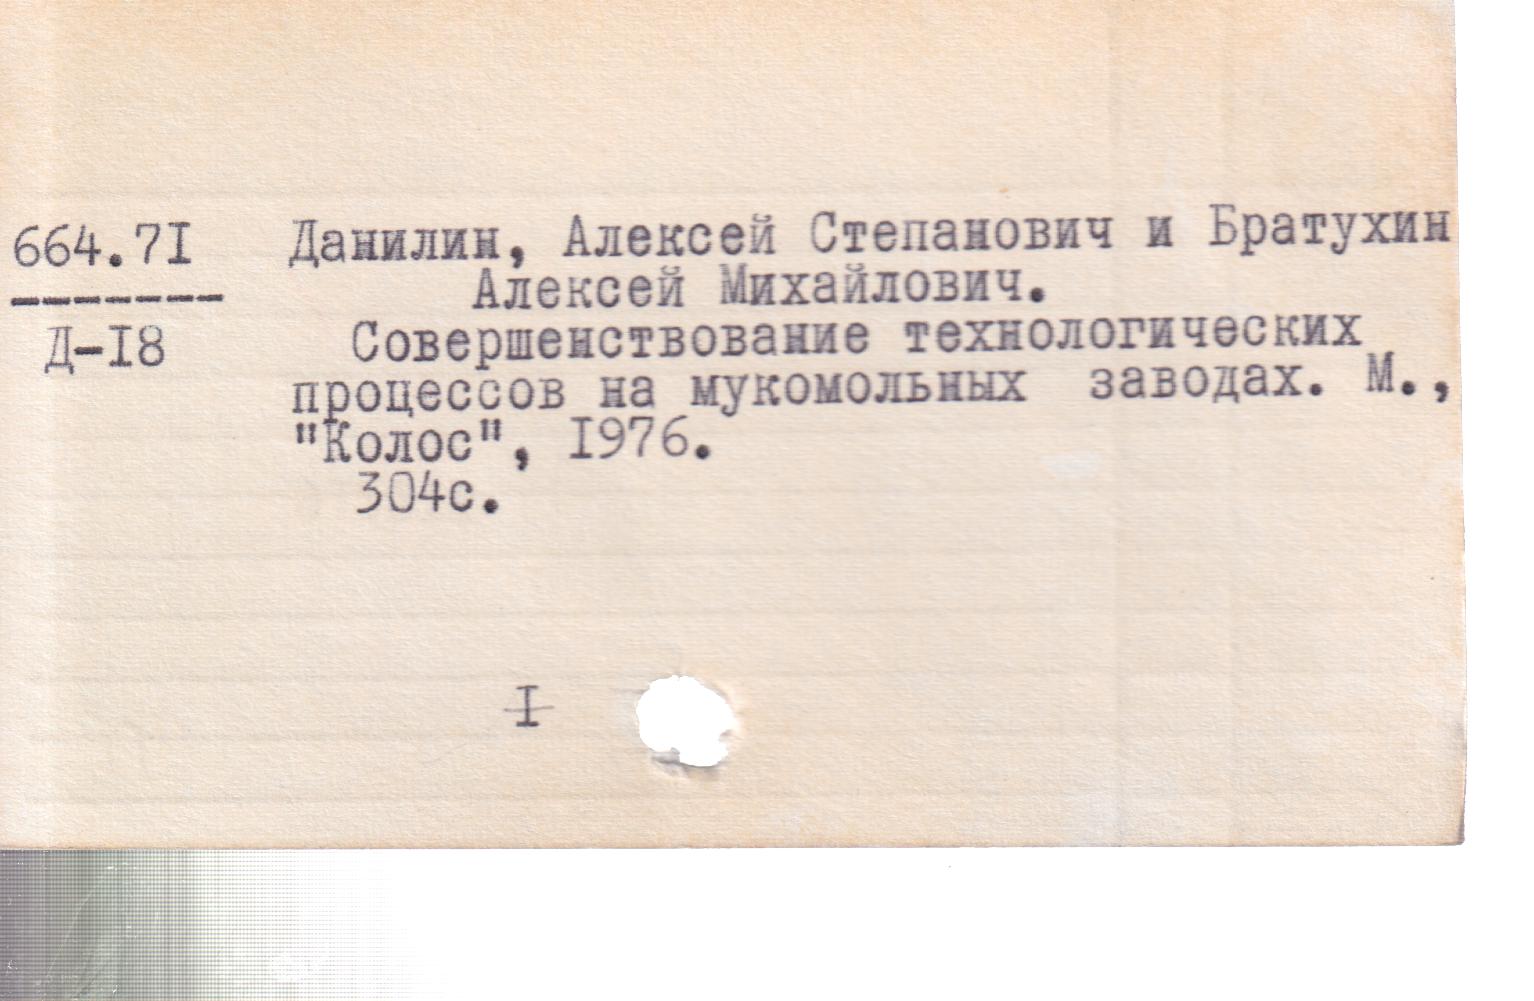 664.7I Данилин, Алексей Степанович и Братухин
Алексей Михайлович.
-------
Д-I8 Совершенствование технологических
процессов на мукомольных заводах. М.,
"Колос", I976.
304с.
I